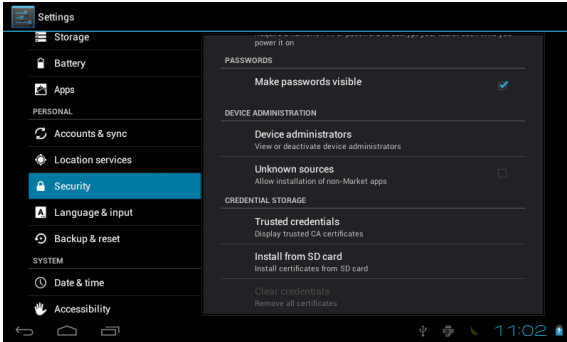 Settings
Storage
Battery
Apps
PERSONAL
Accounts & sync
Location services
Security
Language & input
Backup & reset
SYSTEM
Date & time
Accessibility
power it on
PASSWORDS
Make passwords visible
DEVICE ADMINISTRATION
Device administrators
View or deactivate device administrators
Unknown sources
Allow installation of non-Market apps
CREDENTIAL STORAGE
Trusted credentials
Display trusted CA certificates
Install from SD card
Install certificates from SD card
Clear credentials
Remove all certificates
11:02